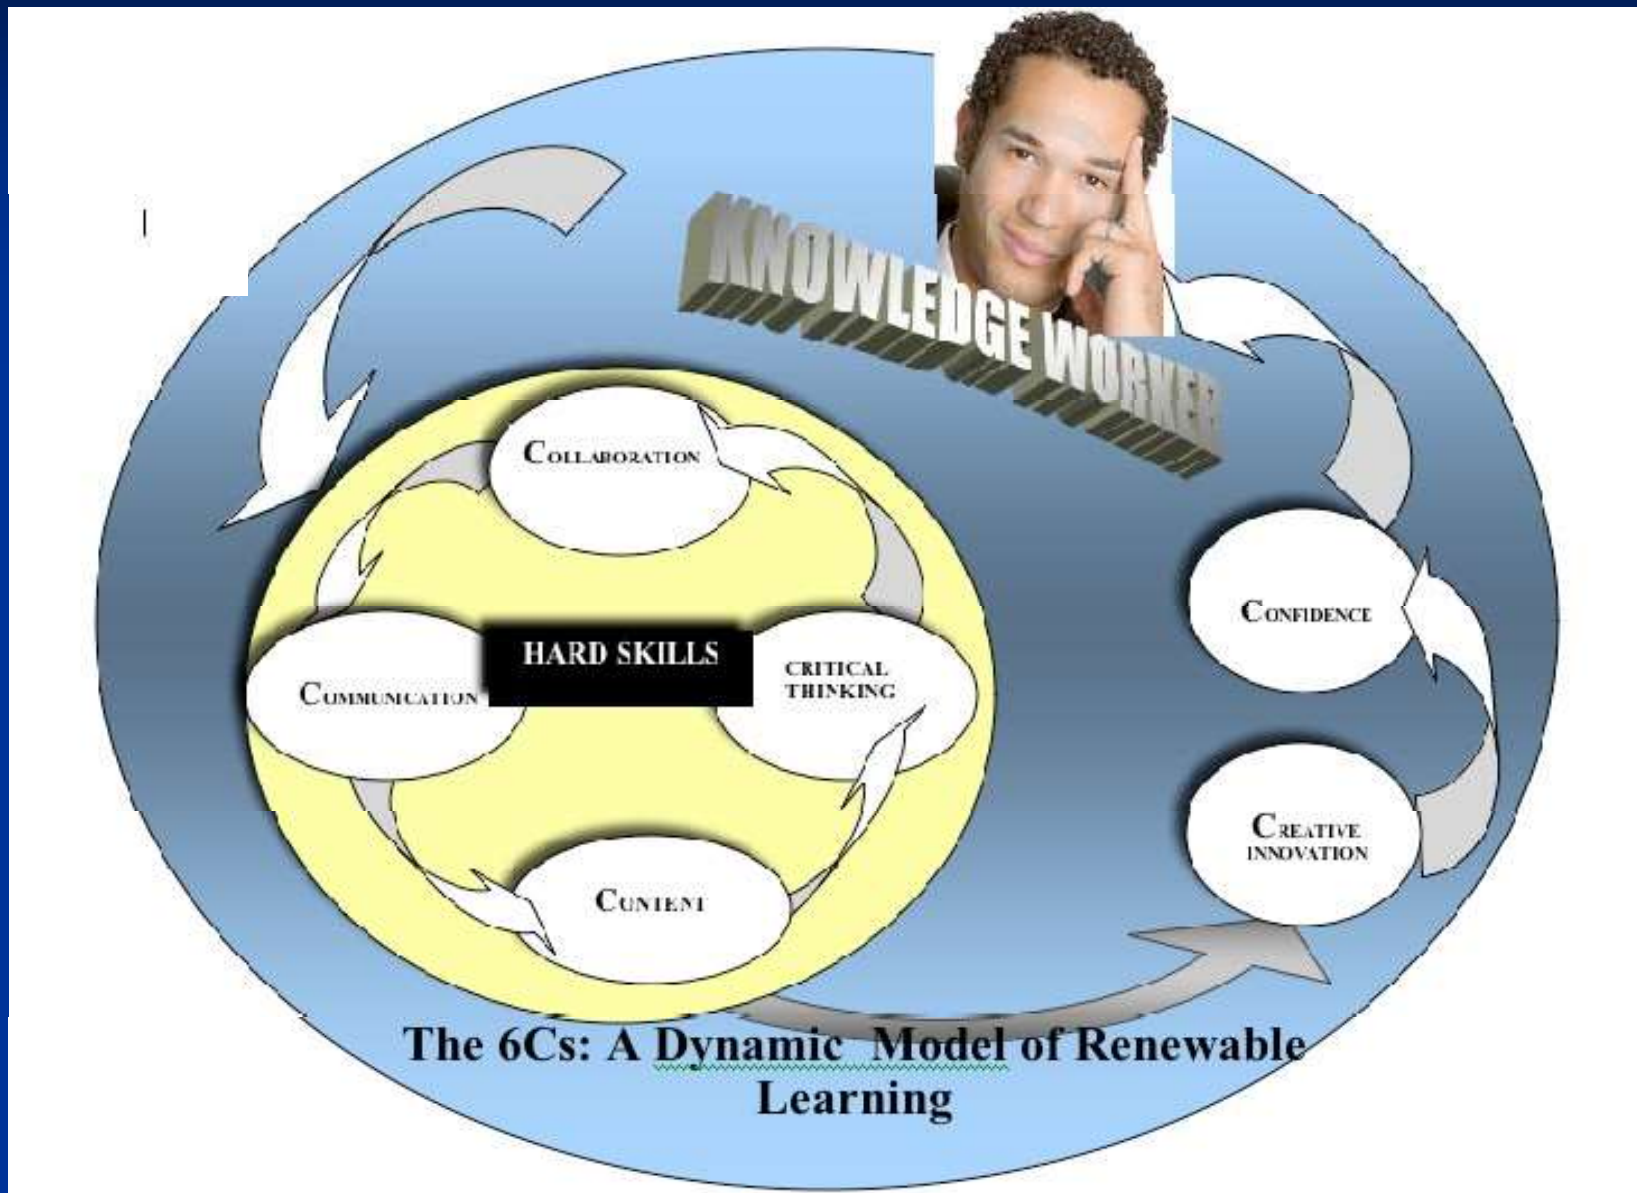 KNOWLEDGE WORKER
COLLABORATION
HARD SKILLS
COMMUNICATION
CRITICAL
THINKING
CONFIDENCE
CREATIVE
INNOVATION
CONTENT
The 6Cs: A Dynamic Model of Renewable
Learning